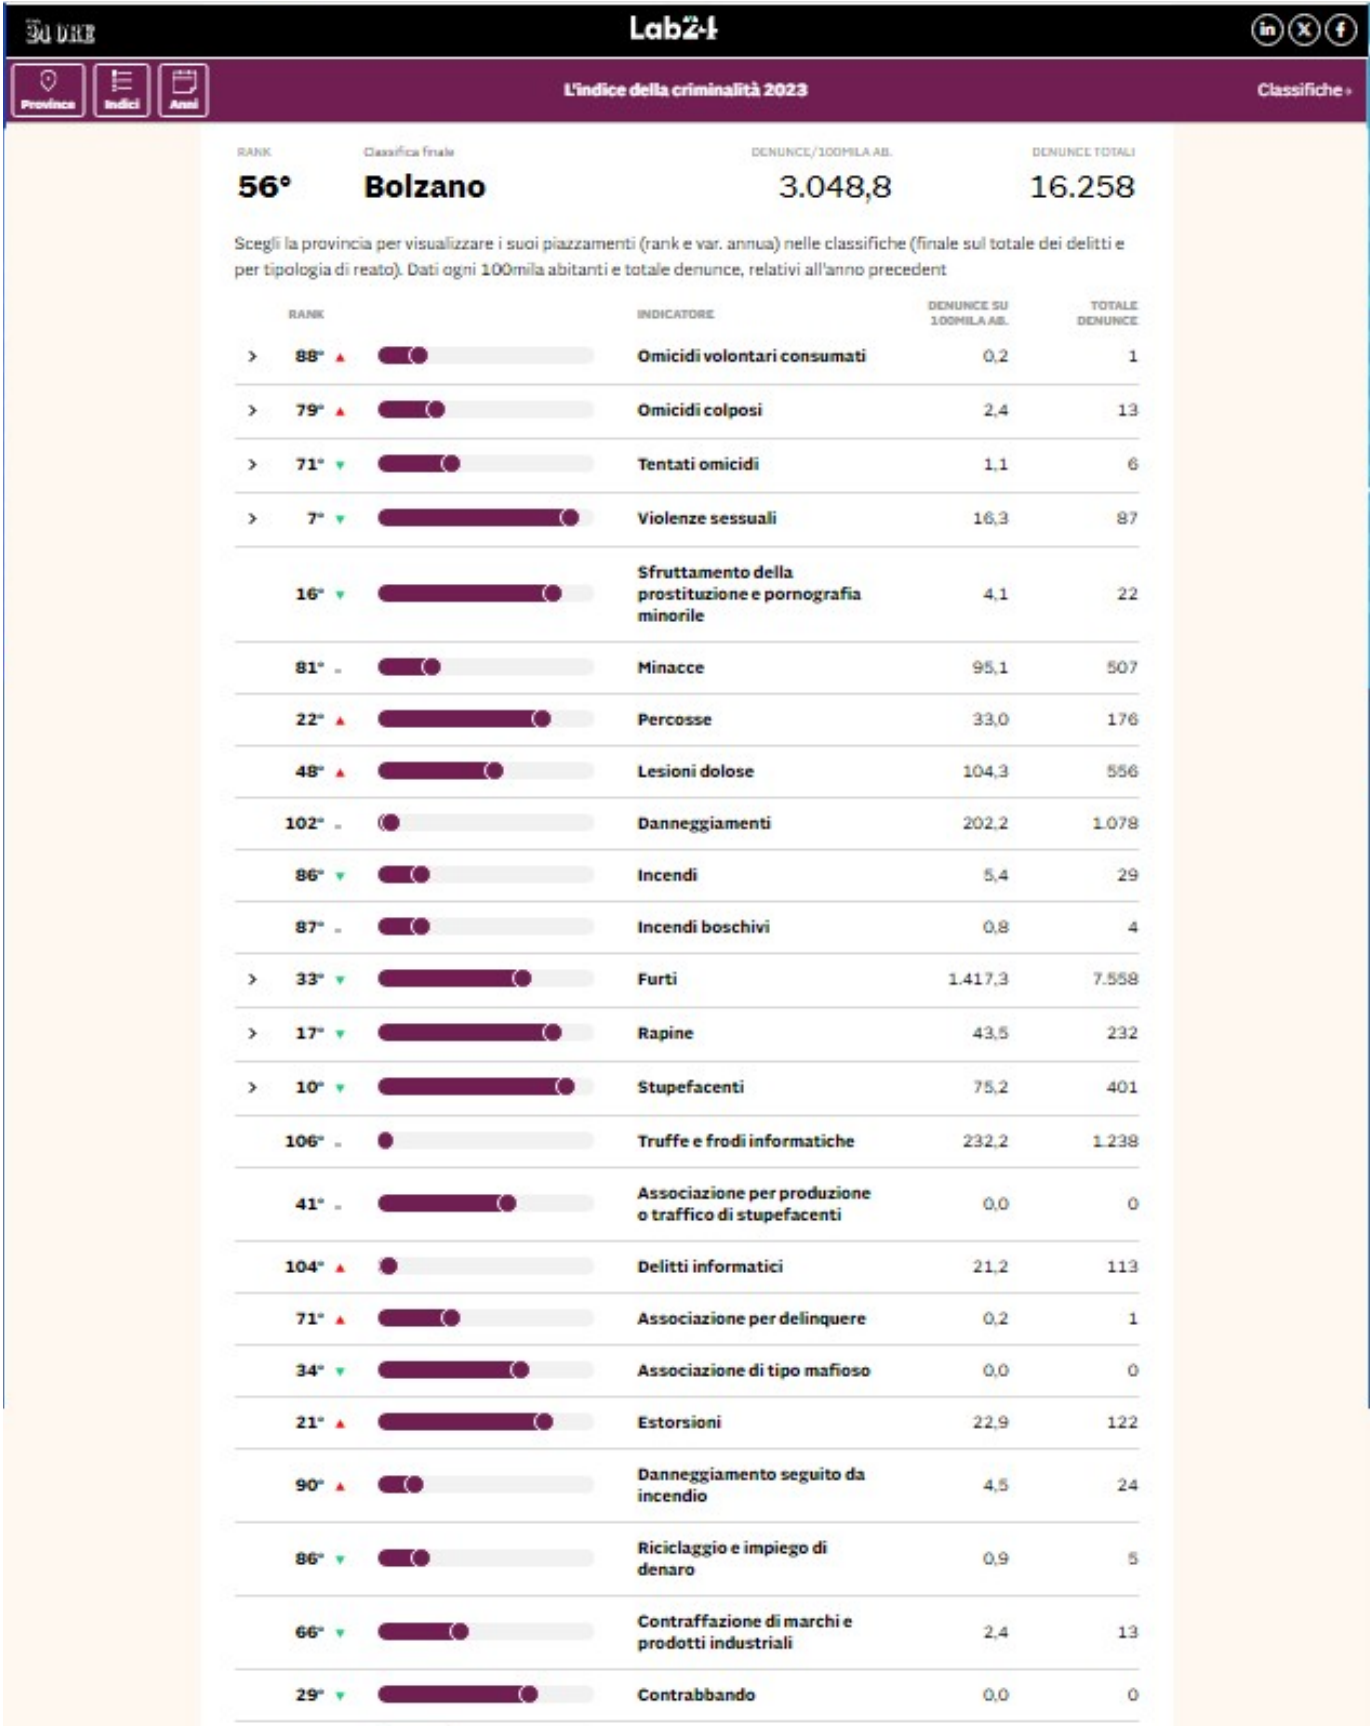 24 ORE
Lab24
in X f
Province
Indici
Anni
L'indice della criminalità 2023
Classifiche
RANK Classifica finale DENUNCE/100MILA AB. DENUNCE TOTALI
56° Bolzano 3.048,8 16.258
Scegli la provincia per visualizzare i suoi piazzamenti (rank e var. annua) nelle classifiche (finale sul totale dei delitti e
per tipologia di reato). Dati ogni 100mila abitanti e totale denunce, relativi all'anno precedent
RANK INDICATORE DENUNCE SU 100MILA AB. TOTALE DENUNCE
88° Omicidi volontari consumati 0,2 1
79° Omicidi colposi 2,4 13
71° Tentati omicidi 1,1 6
7° Violenze sessuali 16,3 87
Sfruttamento della
16° prostituzione e pornografia 4,1 22
minorile
81° = Minacce 95,1 507
22° Percosse 33,0 176
48° Lesioni dolose 104,3 556
102° = Danneggiamenti 202,2 1.078
86° Incendi 5,4 29
87° = Incendi boschivi 0,8 4
33° Furti 1.417,3 7.558
17° Rapine 43,5 232
10° Stupefacenti 75,2 401
106° = Truffe e frodi informatiche 232,2 1.238
Associazione per produzione
41° = o traffico di stupefacenti 0,0 0
104° Delitti informatici 21,2 113
71° Associazione per delinquere 0,2 1
34° Associazione di tipo mafioso 0,0 0
21° Estorsioni 22,9 122
Danneggiamento seguito da
90° incendio 4,5 24
Riciclaggio e impiego di
86° denaro 0,9 5
Contraffazione di marchi e
66° prodotti industriali 2,4 13
29° Contrabbando 0,0 0